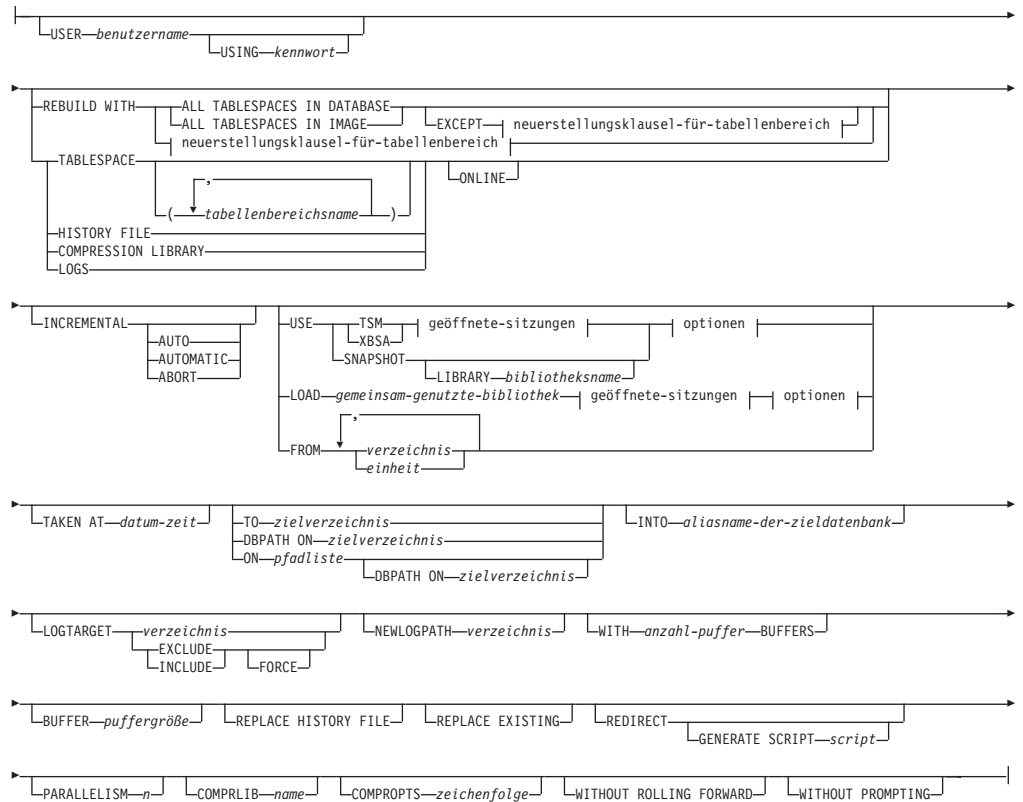 USER benutzername
USING kennwort
REBUILD WITH ALL TABLESPACES IN DATABASE
ALL TABLESPACES IN IMAGE EXCEPT neuerstellungsklausel-für-tabellenbereich
neuerstellungsklausel-für-tabellenbereich
TABLESPACE
ONLINE
,
( tabellenbereichsname )
HISTORY FILE
COMPRESSION LIBRARY
LOGS
INCREMENTAL
AUTO
AUTOMATIC
ABORT
USE TSM geöffnete-sitzungen optionen
XBSA
SNAPSHOT
LIBRARY bibliotheksname
LOAD gemeinsam-genutzte-bibliothek geöffnete-sitzungen optionen
,
FROM verzeichnis
einheit
TAKEN AT datum-zeit
TO zielverzeichnis
DBPATH ON zielverzeichnis
ON pfadliste
DBPATH ON zielverzeichnis
INTO aliasname-der-zieldatenbank
LOGTARGET verzeichnis
EXCLUDE
INCLUDE FORCE
NEWLOGPATH verzeichnis
WITH anzahl-puffer BUFFERS
BUFFER puffergröße
REPLACE HISTORY FILE
REPLACE EXISTING
REDIRECT
GENERATE SCRIPT script
PARALLELISM n
COMPRLIB name
COMPROPTS zeichenfolge
WITHOUT ROLLING FORWARD
WITHOUT PROMPTING